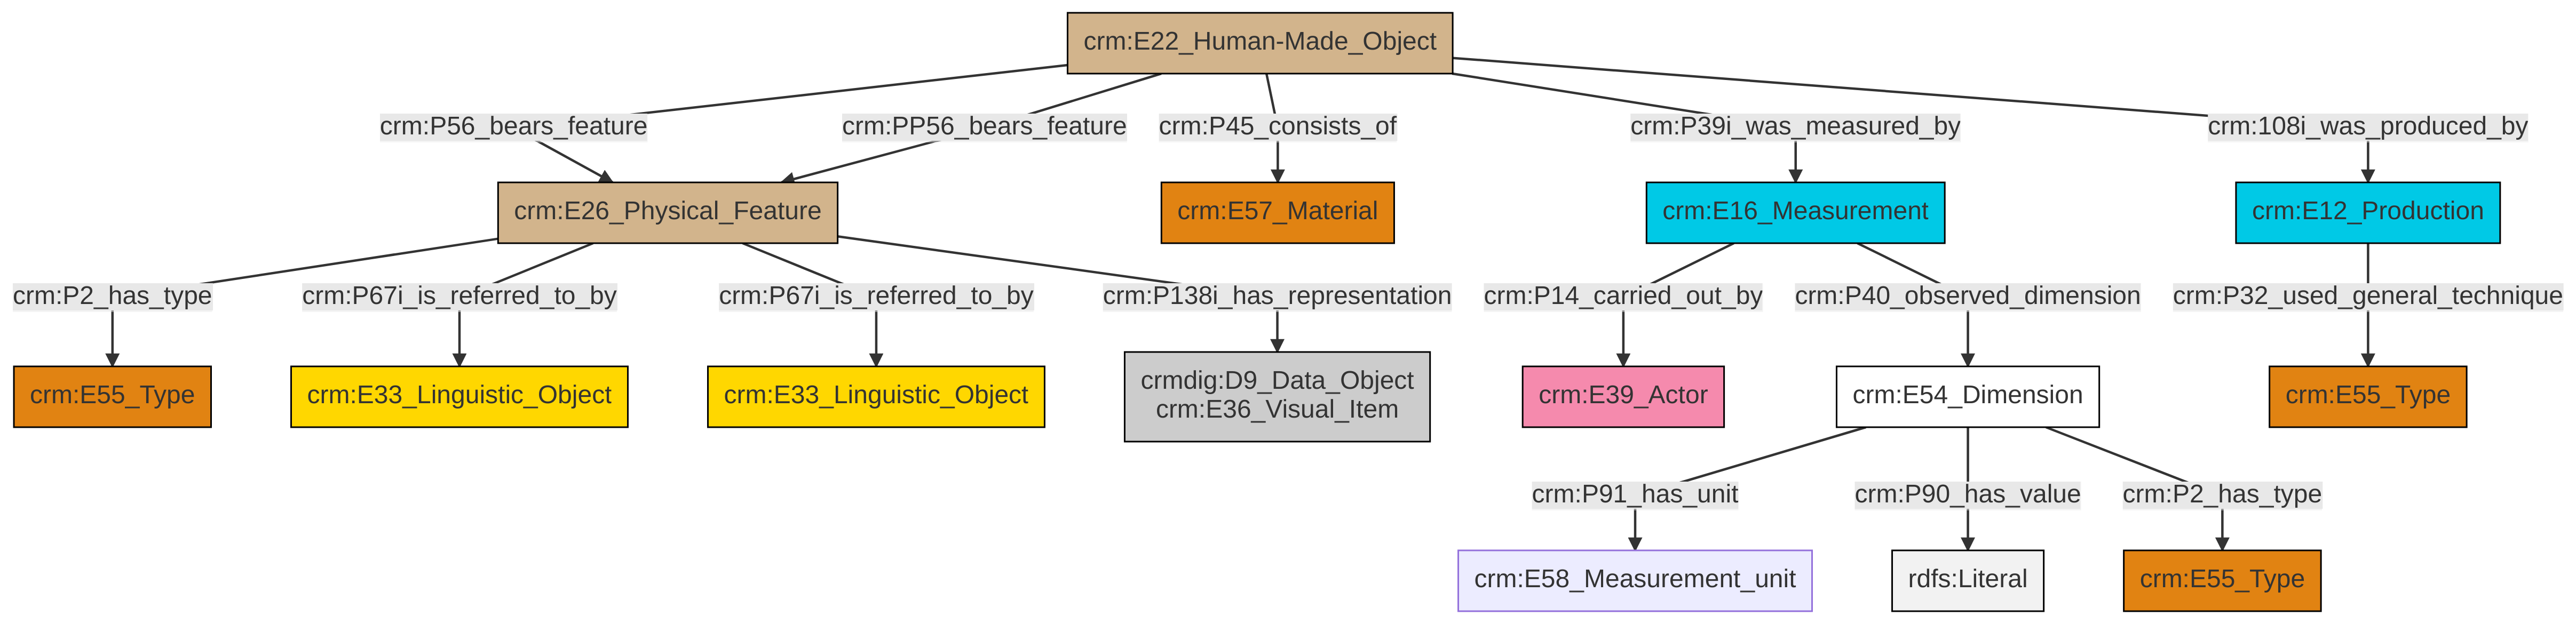 crm:E22_Human-Made_Object
crm:P56_bears_feature
crm:PP56_bears_feature
crm:P45_consists_of
crm:P39i_was_measured_by
crm:108i_was_produced_by
crm:E26_Physical_Feature
crm:E57_Material
crm:E16_Measurement
crm:E12_Production
crm:P2_has_type
crm:P67i_is_referred_to_by
crm:P67i_is_referred_to_by
crm:P138i_has_representation
crm:P14_carried_out_by
crm:P40_observed_dimension
crm:P32_used_general_technique
crm:E55_Type
crm:E33_Linguistic_Object
crm:E33_Linguistic_Object
crmdig:D9_Data_Object
crm:E36_Visual_Item
crm:E39_Actor
crm:E54_Dimension
crm:E55_Type
crm:P91_has_unit
crm:P90_has_value
crm:P2_has_type
crm:E58_Measurement_unit
rdfs:Literal
crm:E55_Type